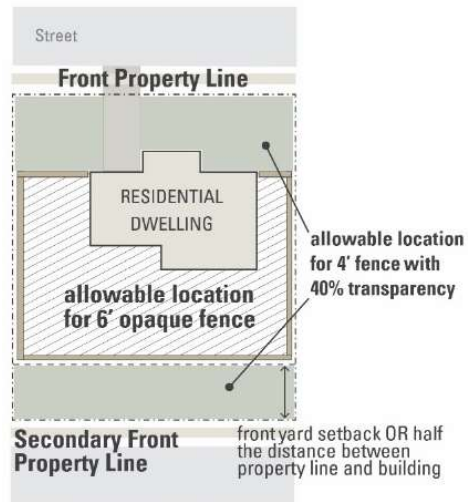 Street
Front Property Line
RESIDENTIAL
DWELLING
allowable location
for 4' fence with
40% transparency
allowable location
for 6' opaque fence
Secondary Front
Property Line
front yard setback OR half
the distance between
property line and building